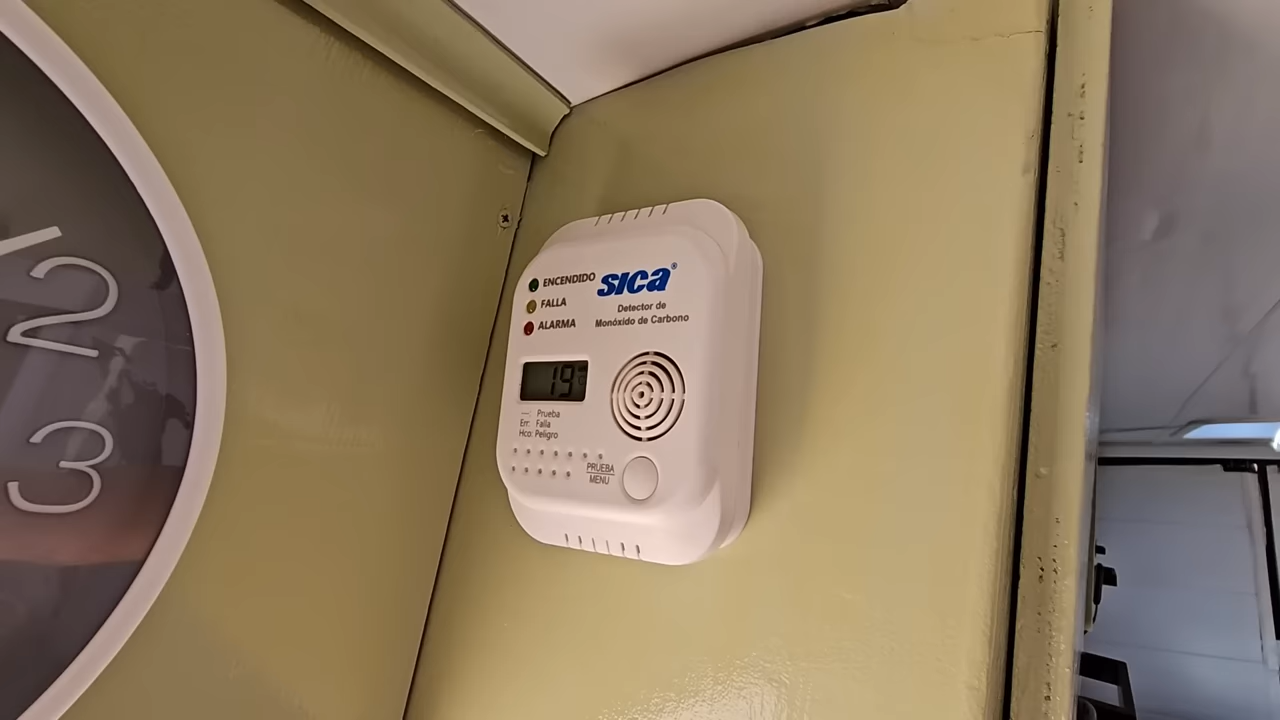 2
3
ENCENDIDO
FALLA
ALARMA
sica®
Detector de
Monóxido de Carbono
19
---: Prueba
Err: Falla
Hco: Peligro
PRUEBA
MENU